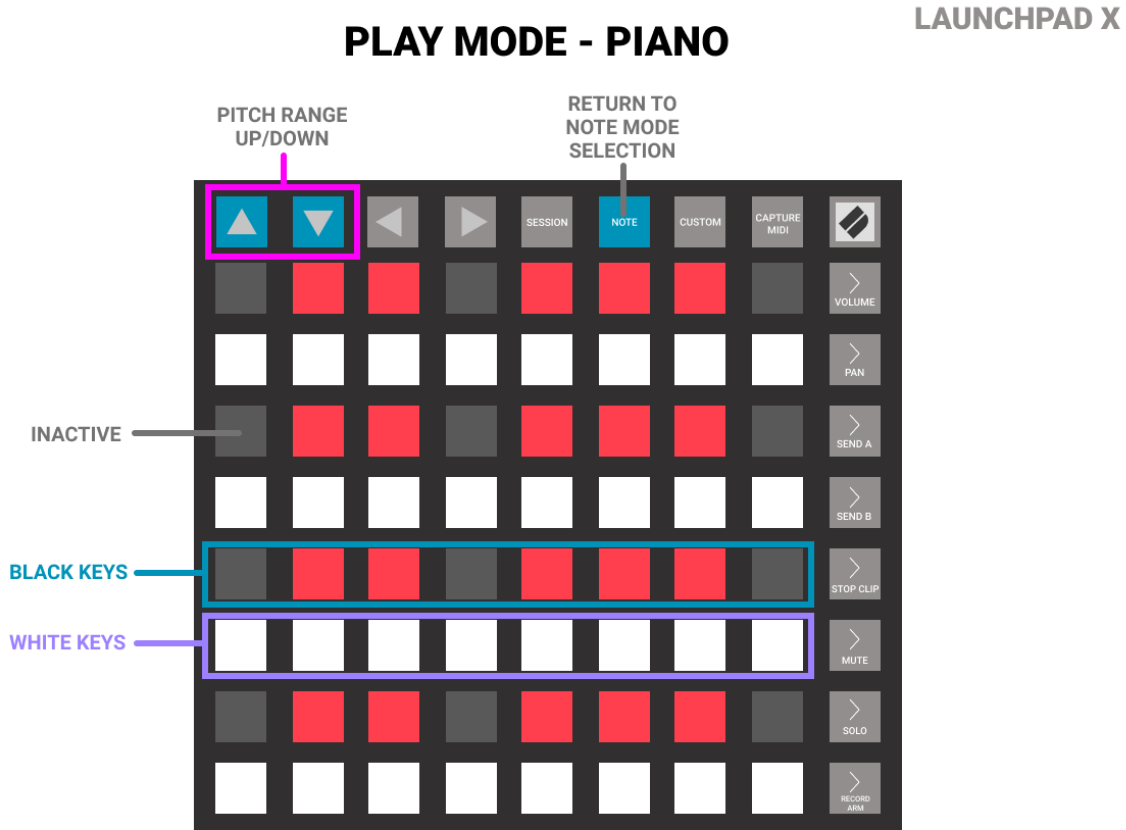 LAUNCHPAD X
PLAY MODE - PIANO
PITCH RANGE
UP/DOWN
RETURN TO
NOTE MODE
SELECTION
SESSION
NOTE
CUSTOM
CAPTURE
MIDI
VOLUME
PAN
INACTIVE
SEND A
SEND B
BLACK KEYS
STOP CLIP
WHITE KEYS
MUTE
SOLO
RECORD
ARM